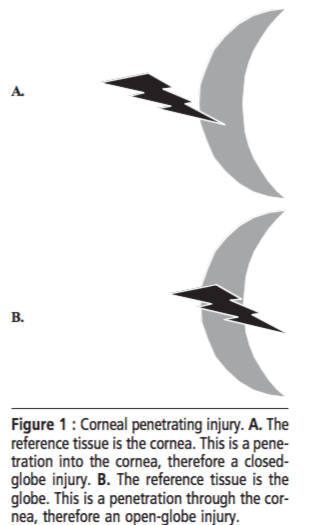 A.
B.
Figure 1 : Corneal penetrating injury. A. The
reference tissue is the cornea. This is a pene-
tration into the cornea, therefore a closed-
globe injury. B. The reference tissue is the
globe. This is a penetration through the cor-
nea, therefore an open-globe injury.